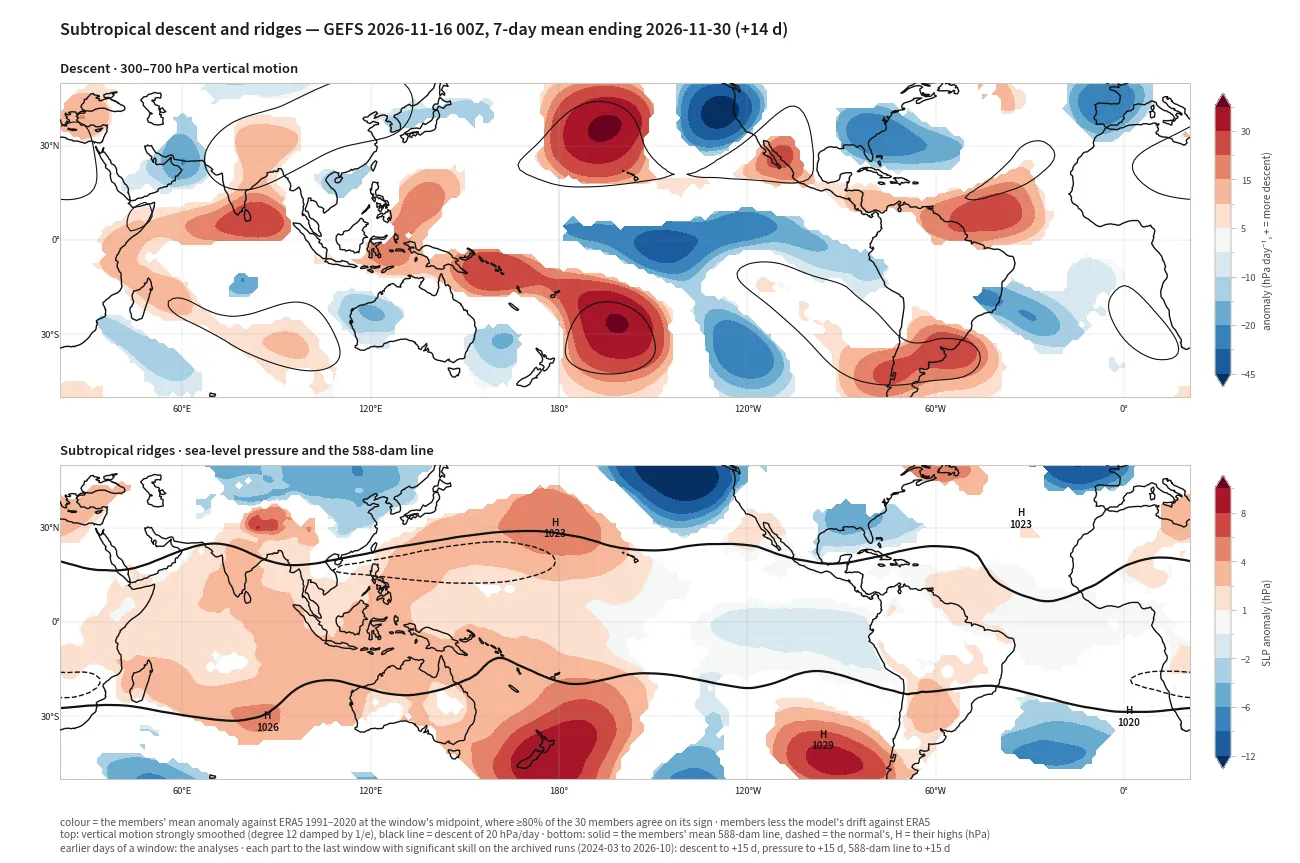 Subtropical descent and ridges — GEFS 2026-11-16 00Z, 7-day mean ending 2026-11-30 (+14 d)
Descent · 300–700 hPa vertical motion
30°N
0°
30°S
60°E
120°E
180°
120°W
60°W
0°
30
15
5
−10
−20
−45
anomaly (hPa day⁻¹, + = more descent)
Subtropical ridges · sea-level pressure and the 588-dam line
H
1023
H
1023
H
1026
H
1029
H
1020
30°N
0°
30°S
60°E
120°E
180°
120°W
60°W
0°
8
4
1
−2
−6
−12
SLP anomaly (hPa)
colour = the members' mean anomaly against ERA5 1991–2020 at the window's midpoint, where ≥80% of the 30 members agree on its sign · members less the model's drift against ERA5
top: vertical motion strongly smoothed (degree 12 damped by 1/e), black line = descent of 20 hPa/day · bottom: solid = the members' mean 588-dam line, dashed = the normal's, H = their highs (hPa)
earlier days of a window: the analyses · each part to the last window with significant skill on the archived runs (2024-03 to 2026-10): descent to +15 d, pressure to +15 d, 588-dam line to +15 d